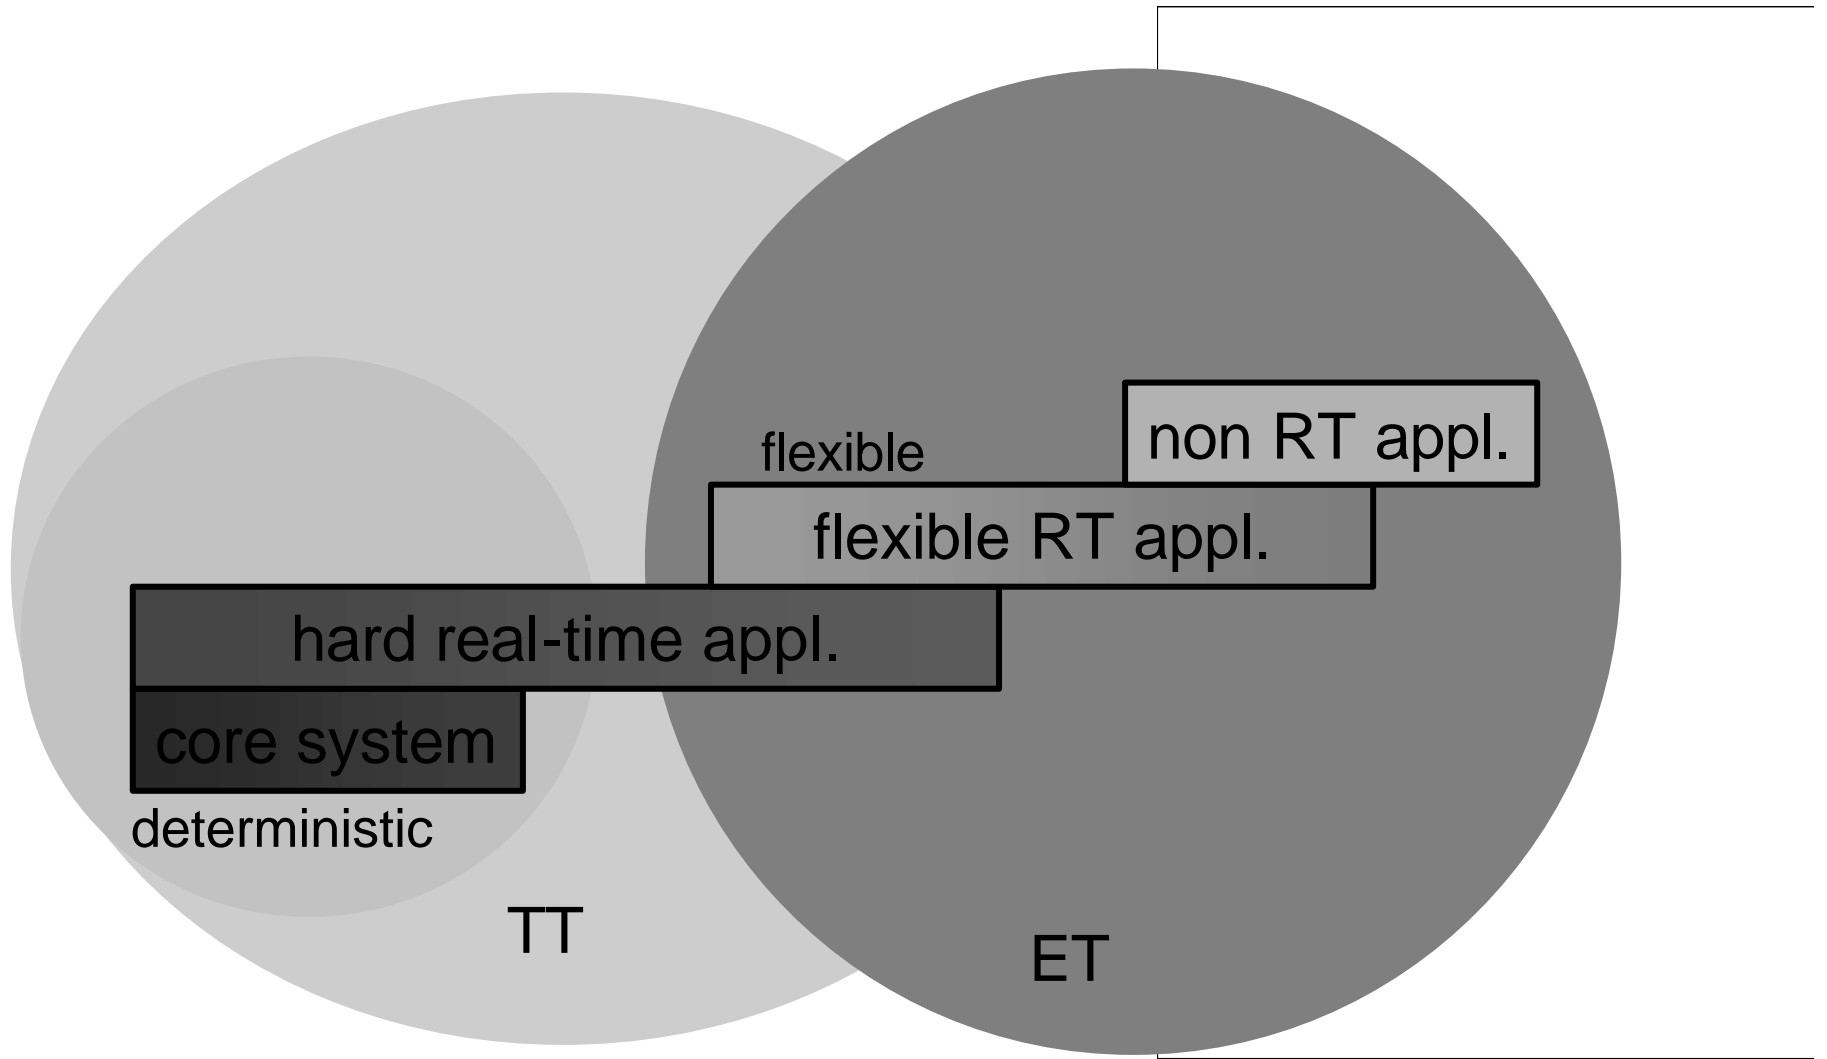 non RT appl.
flexible
flexible RT appl.
hard real-time appl.
core system
deterministic
TT
ET